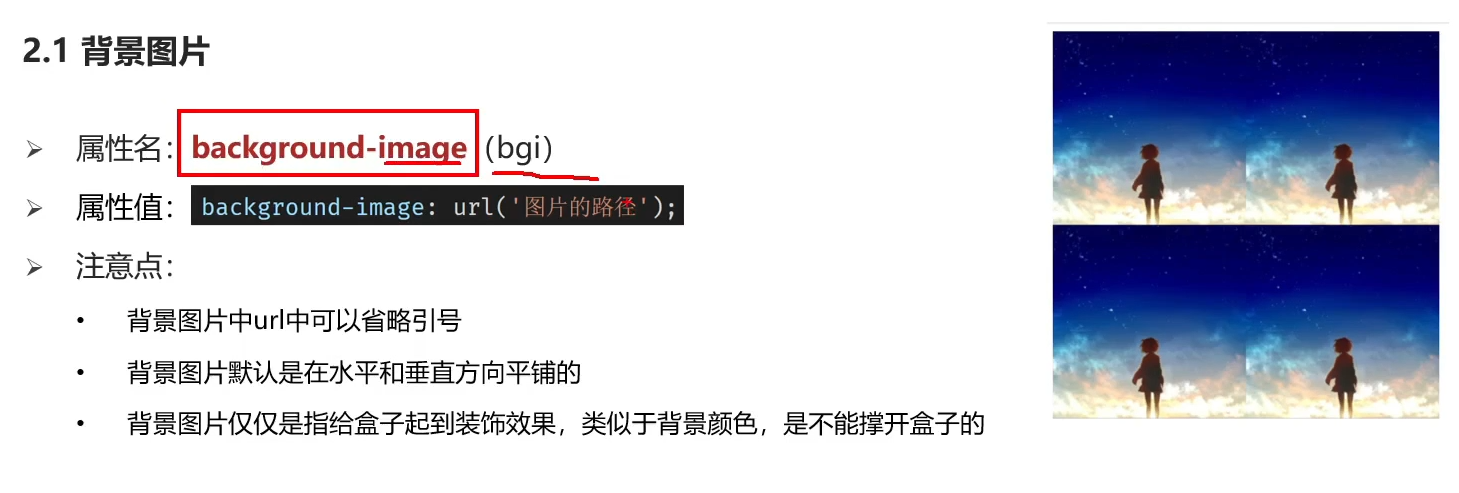 2.1 背景图片
➢ 属性名：background-image（bgi）
➢ 属性值：background-image: url('图片的路径');
➢ 注意点：
• 背景图片中url中可以省略引号
• 背景图片默认是在水平和垂直方向平铺的
• 背景图片仅仅是指给盒子起到装饰效果，类似于背景颜色，是不能撑开盒子的